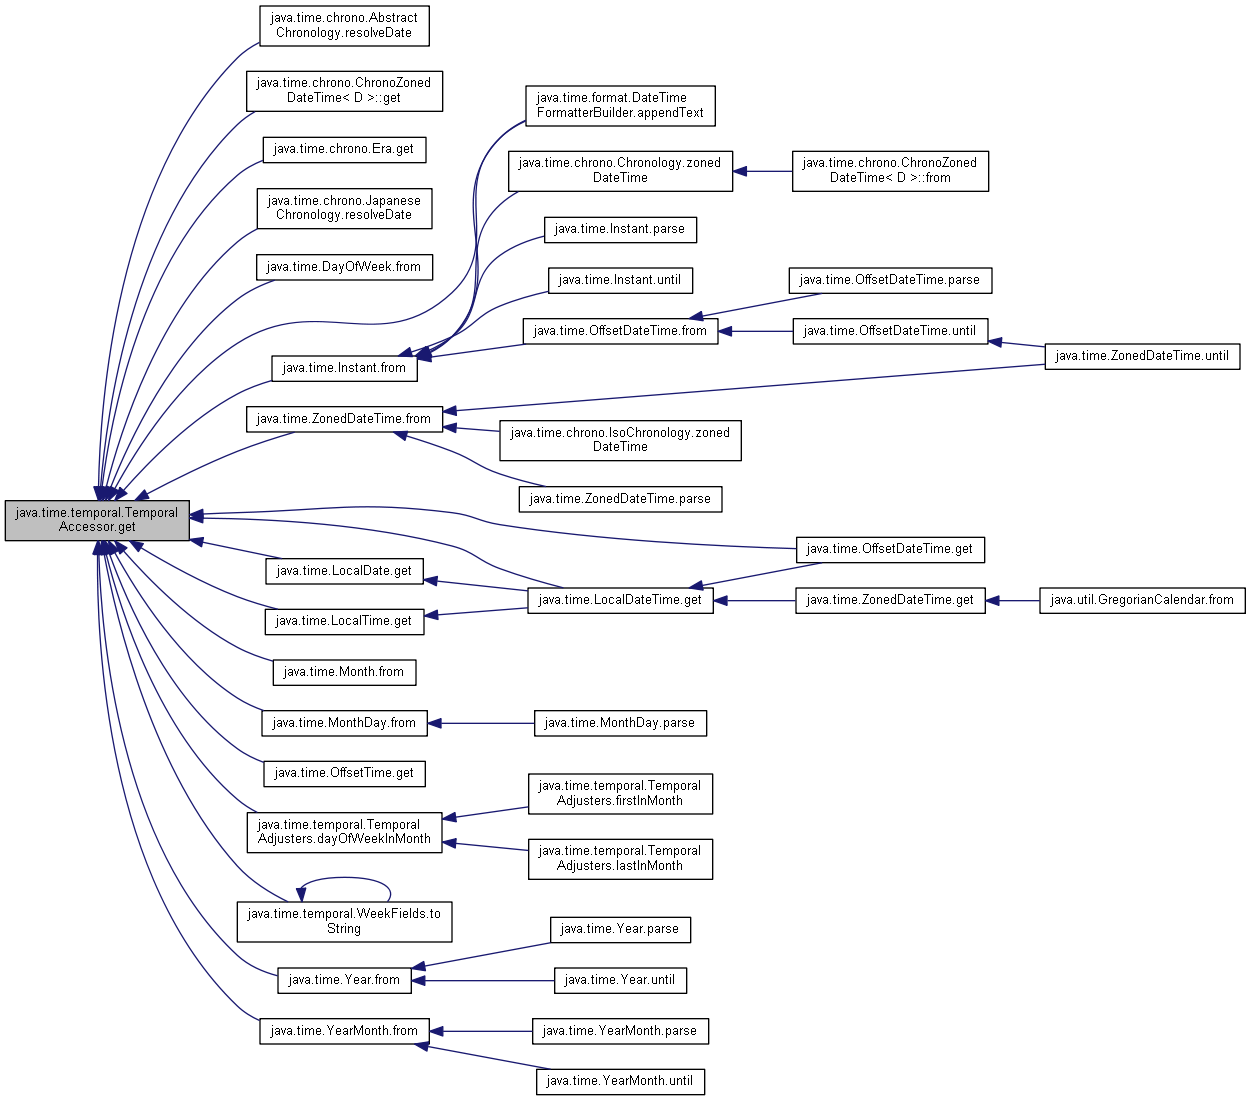 java.time.chrono.Abstract
Chronology.resolveDate
java.time.chrono.ChronoZoned
DateTime< D >::get
java.time.format.DateTime
FormatterBuilder.appendText
java.time.chrono.Era.get
java.time.chrono.Chronology.zoned
DateTime
java.time.chrono.ChronoZoned
DateTime< D >::from
java.time.chrono.Japanese
Chronology.resolveDate
java.time.Instant.parse
java.time.DayOfWeek.from
java.time.Instant.until
java.time.OffsetDateTime.parse
java.time.OffsetDateTime.from
java.time.OffsetDateTime.until
java.time.ZonedDateTime.until
java.time.Instant.from
java.time.ZonedDateTime.from
java.time.chrono.IsoChronology.zoned
DateTime
java.time.ZonedDateTime.parse
java.time.temporal.Temporal
Accessor.get
java.time.OffsetDateTime.get
java.time.LocalDate.get
java.time.LocalDateTime.get
java.time.ZonedDateTime.get
java.util.GregorianCalendar.from
java.time.LocalTime.get
java.time.Month.from
java.time.MonthDay.from
java.time.MonthDay.parse
java.time.OffsetTime.get
java.time.temporal.Temporal
Adjusters.firstInMonth
java.time.temporal.Temporal
Adjusters.dayOfWeekInMonth
java.time.temporal.Temporal
Adjusters.lastInMonth
java.time.temporal.WeekFields.to
String
java.time.Year.parse
java.time.Year.from
java.time.Year.until
java.time.YearMonth.from
java.time.YearMonth.parse
java.time.YearMonth.until